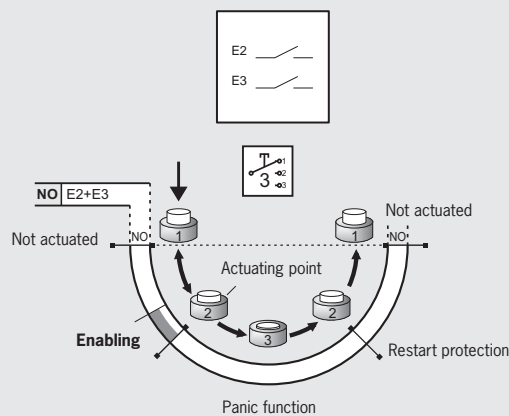 E2
E3
1
2
3
3
NO E2+E3
1
1
Not actuated
Not actuated
NO
NO
Actuating point
2
2
3
Enabling
Restart protection
Panic function